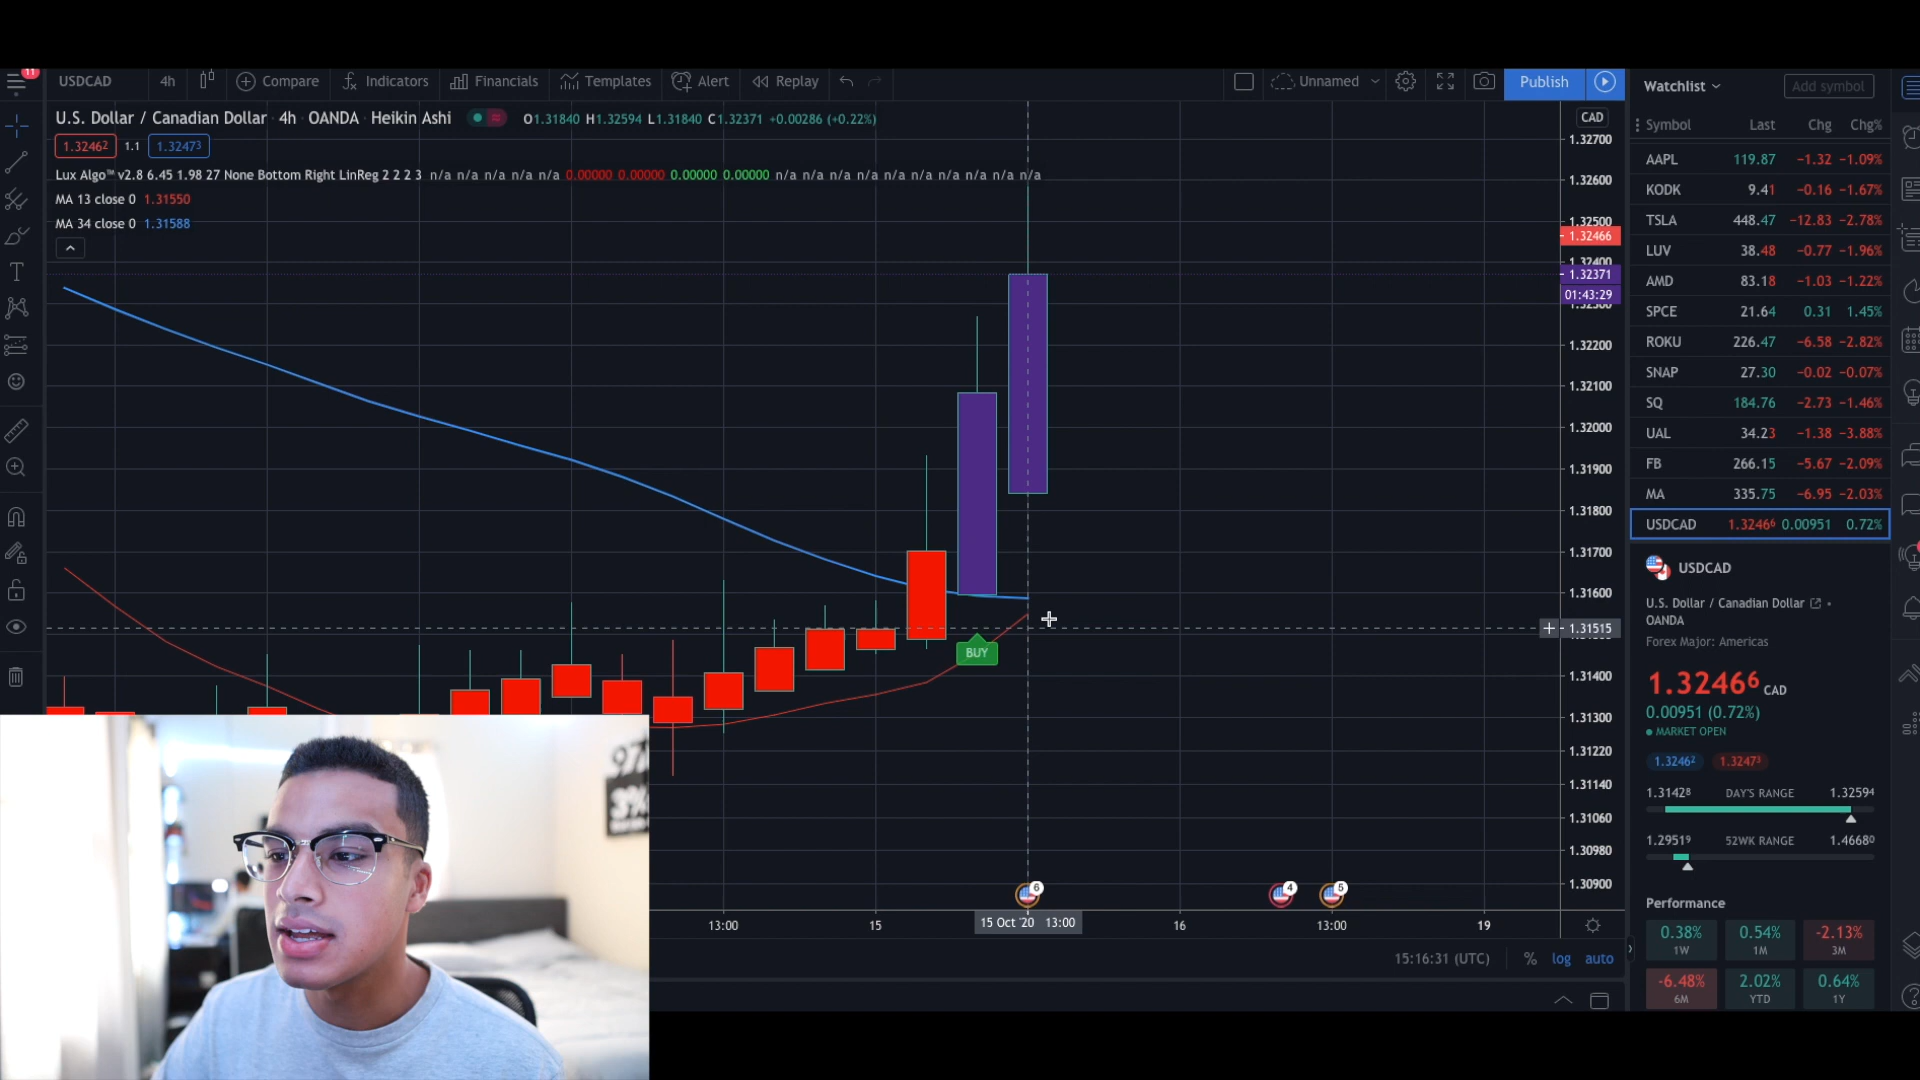 11
USDCAD 4h Compare Indicators Financials Templates Alert Replay Unnamed Publish
U.S. Dollar / Canadian Dollar 4h OANDA Heikin Ashi O1.31840 H1.32594 L1.31840 C1.32371 +0.00286 (+0.22%)
1.32462 1.1 1.32473
Lux Algo™ v2.8 6.45 1.98 27 None Bottom Right LinReg 2 2 2 3 n/a n/a n/a n/a n/a 0.00000 0.00000 0.00000 0.00000 n/a n/a n/a n/a n/a n/a n/a n/a n/a n/a
MA 13 close 0 1.31550
MA 34 close 0 1.31588
BUY
CAD
1.32700
1.32600
1.32500
1.32466
1.32400
1.32371
01:43:29
1.32300
1.32200
1.32100
1.32000
1.31900
1.31800
1.31700
1.31600
1.31515
1.31400
1.31300
1.31220
1.31140
1.31060
1.30980
1.30900
6
4
5
13:00 15 15 Oct '20 13:00 16 13:00 19
15:16:31 (UTC) % log auto
Watchlist Add symbol
Symbol Last Chg Chg%
AAPL 119.87 −1.32 −1.09%
KODK 9.41 −0.16 −1.67%
TSLA 448.47 −12.83 −2.78%
LUV 38.48 −0.77 −1.96%
AMD 83.18 −1.03 −1.22%
SPCE 21.64 0.31 1.45%
ROKU 226.47 −6.58 −2.82%
SNAP 27.30 −0.02 −0.07%
SQ 184.76 −2.73 −1.46%
UAL 34.23 −1.38 −3.88%
FB 266.15 −5.67 −2.09%
MA 335.75 −6.95 −2.03%
USDCAD 1.32466 0.00951 0.72%
USDCAD
U.S. Dollar / Canadian Dollar
OANDA
Forex Major: Americas
1.32466 CAD
0.00951 (0.72%)
MARKET OPEN
1.32462 1.32473
1.31428 DAY'S RANGE 1.32594
1.29519 52WK RANGE 1.46680
Performance
0.38% 0.54% -2.13%
1W 1M 3M
-6.48% 2.02% 0.64%
6M YTD 1Y